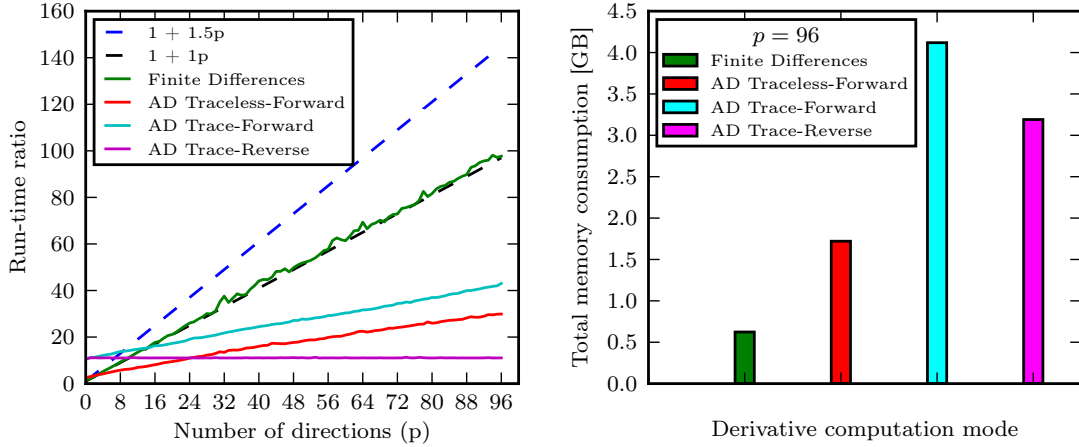 160
140
120
100
80
60
40
20
0
Run-time ratio
1 + 1.5p
1 + 1p
Finite Differences
AD Traceless-Forward
AD Trace-Forward
AD Trace-Reverse
0 8 16 24 32 40 48 56 64 72 80 88 96
Number of directions (p)
4.5
4.0
3.5
3.0
2.5
2.0
1.5
1.0
0.5
0.0
Total memory consumption [GB]
p = 96
Finite Differences
AD Traceless-Forward
AD Trace-Forward
AD Trace-Reverse
Derivative computation mode